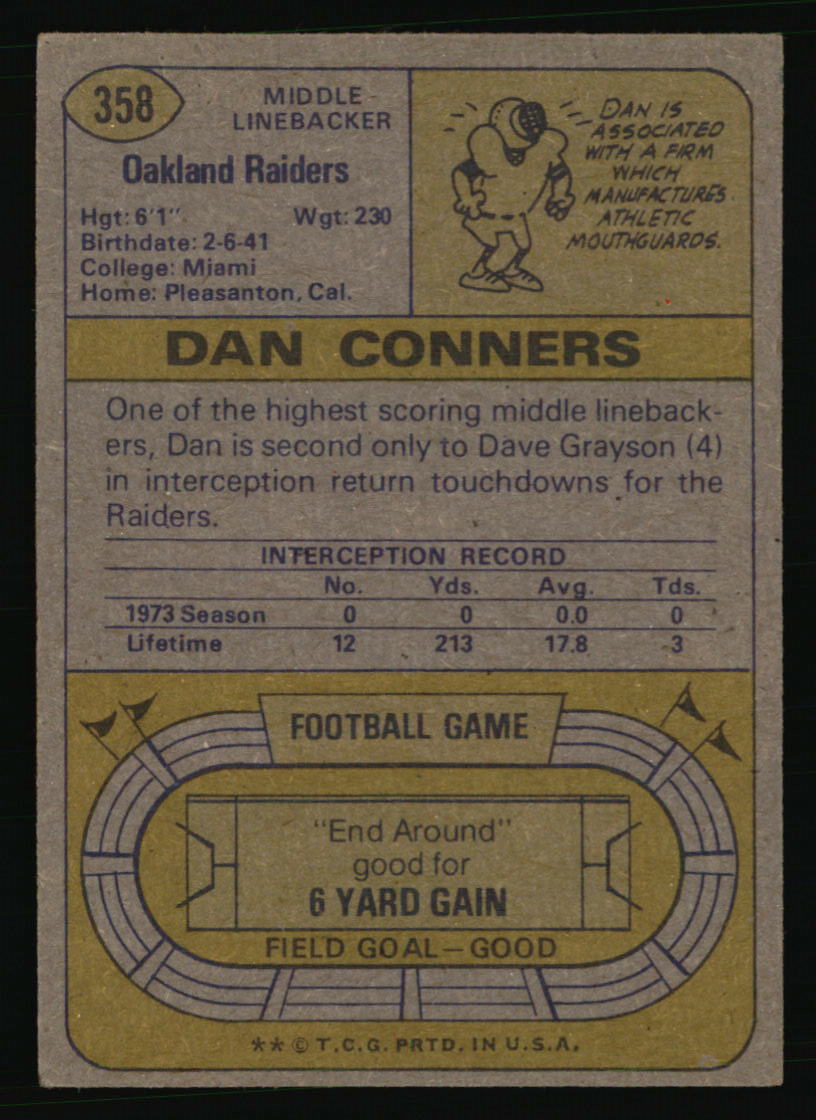 358
MIDDLE
LINEBACKER
Oakland Raiders
Hgt: 6'1" Wgt: 230
Birthdate: 2-6-41
College: Miami
Home: Pleasanton, Cal.
DAN IS
ASSOCIATED
WITH A FIRM
WHICH
MANUFACTURES
ATHLETIC
MOUTHGUARDS.
DAN CONNERS
One of the highest scoring middle lineback-
ers, Dan is second only to Dave Grayson (4)
in interception return touchdowns for the
Raiders.
INTERCEPTION RECORD
No. Yds. Avg. Tds.
1973 Season 0 0 0.0 0
Lifetime 12 213 17.8 3
FOOTBALL GAME
"End Around"
good for
6 YARD GAIN
FIELD GOAL—GOOD
** © T.C.G. PRTD. IN U.S.A.